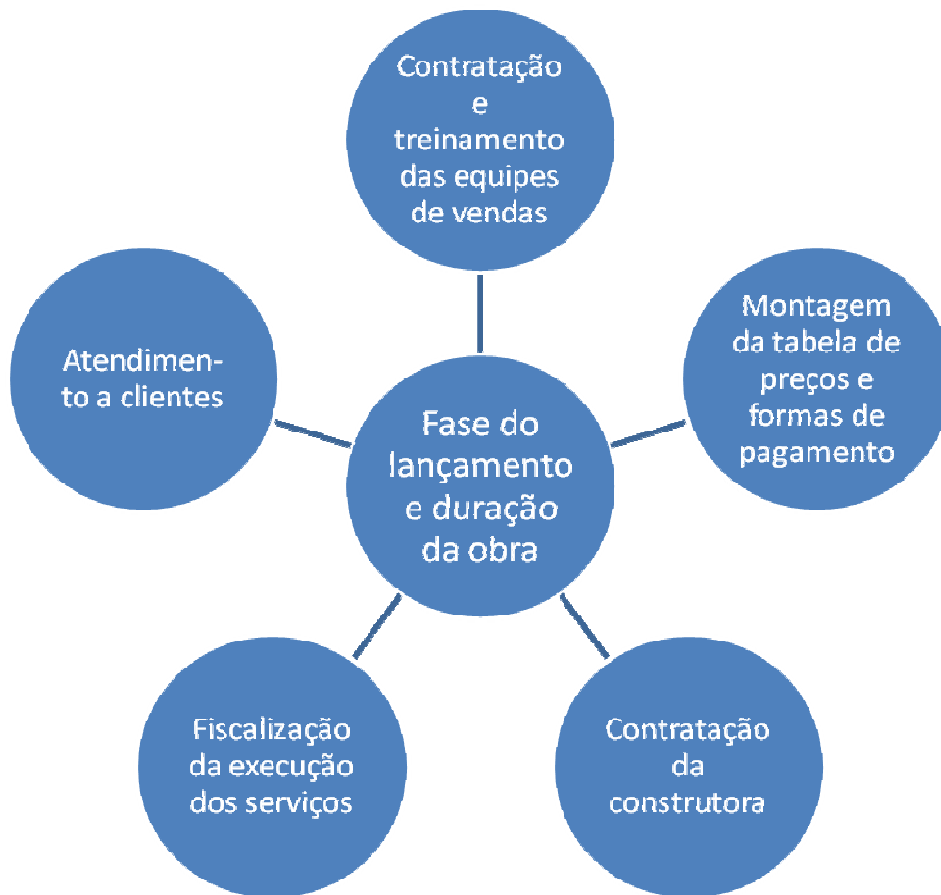 Contratação
e
treinamento
das equipes
de vendas
Montagem
da tabela de
preços e
formas de
pagamento
Contratação
da
construtora
Fiscalização
da execução
dos serviços
Atendimen-
to a clientes
Fase do
lançamento
e duração
da obra